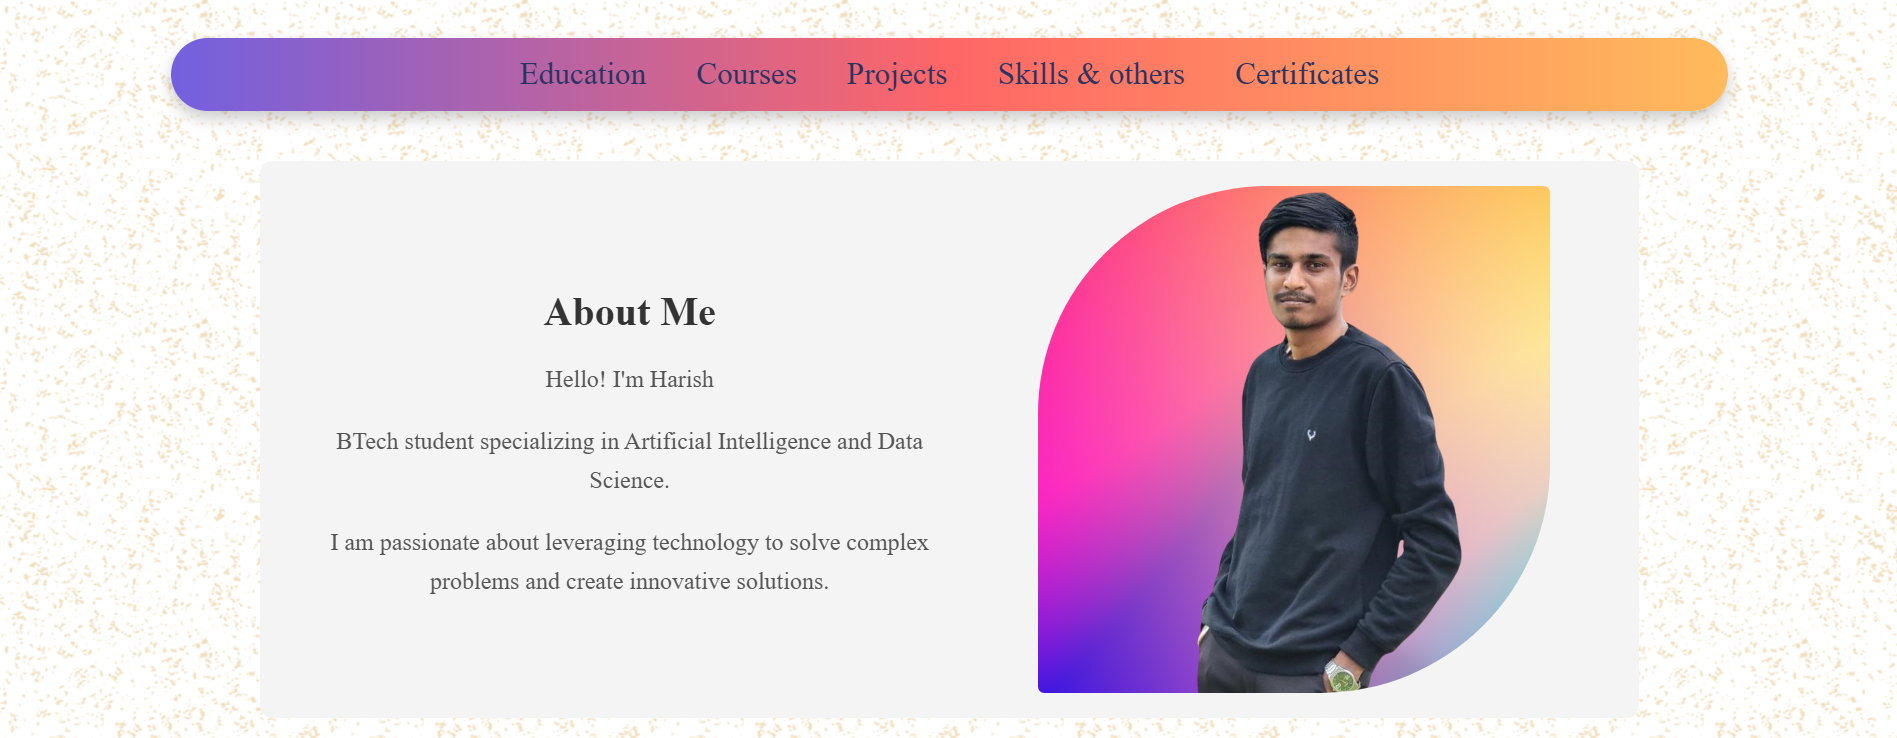 Education Courses Projects Skills & others Certificates
About Me
Hello! I'm Harish
BTech student specializing in Artificial Intelligence and Data
Science.
I am passionate about leveraging technology to solve complex
problems and create innovative solutions.